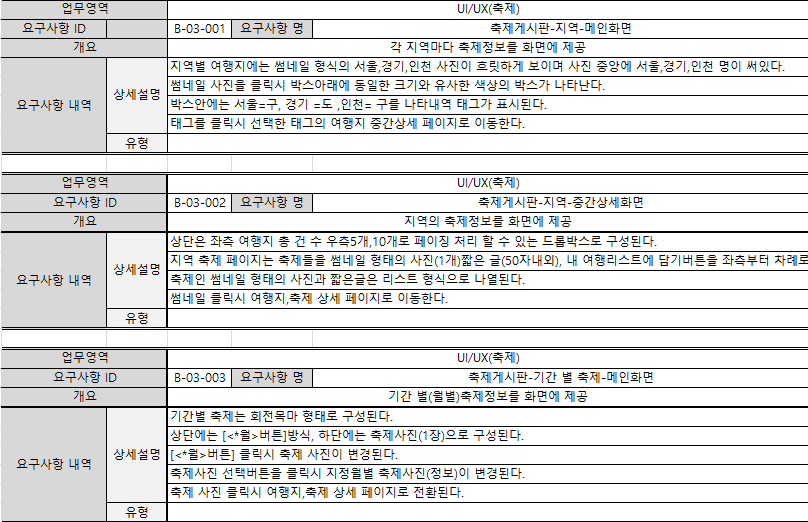 업무영역 UI/UX(축제)
요구사항 ID B-03-001 요구사항 명 축제게시판-지역-메인화면
개요 각 지역마다 축제정보를 화면에 제공
요구사항 내역 상세설명 지역별 여행지에는 썸네일 형식의 서울,경기,인천 사진이 흐릿하게 보이며 사진 중앙에 서울,경기,인천 명이 써있다.
썸네일 사진을 클릭시 박스아래에 동일한 크기와 유사한 색상의 박스가 나타난다.
박스안에는 서울=구, 경기 =도 ,인천= 구를 나타내역 태그가 표시된다.
태그를 클릭시 선택한 태그의 여행지 중간상세 페이지로 이동한다.
유형
업무영역 UI/UX(축제)
요구사항 ID B-03-002 요구사항 명 축제게시판-지역-중간상세화면
개요 지역의 축제정보를 화면에 제공
요구사항 내역 상세설명 상단은 좌측 여행지 총 건 수 우측5개,10개로 페이징 처리 할 수 있는 드롭박스로 구성된다.
지역 축제 페이지는 축제들을 썸네일 형태의 사진(1개)짧은 글(50자내외), 내 여행리스트에 담기버튼을 좌측부터 차례로
축제인 썸네일 형태의 사진과 짧은글은 리스트 형식으로 나열된다.
썸네일 클릭시 여행지,축제 상세 페이지로 이동한다.
유형
업무영역 UI/UX(축제)
요구사항 ID B-03-003 요구사항 명 축제게시판-기간 별 축제-메인화면
개요 기간 별(월별)축제정보를 화면에 제공
요구사항 내역 상세설명 기간별 축제는 회전목마 형태로 구성된다.
상단에는 [<*월>버튼]방식, 하단에는 축제사진(1장)으로 구성된다.
[<*월>버튼] 클릭시 축제 사진이 변경된다.
축제사진 선택버튼을 클릭시 지정월별 축제사진(정보)이 변경된다.
축제 사진 클릭시 여행지,축제 상세 페이지로 전환된다.
유형